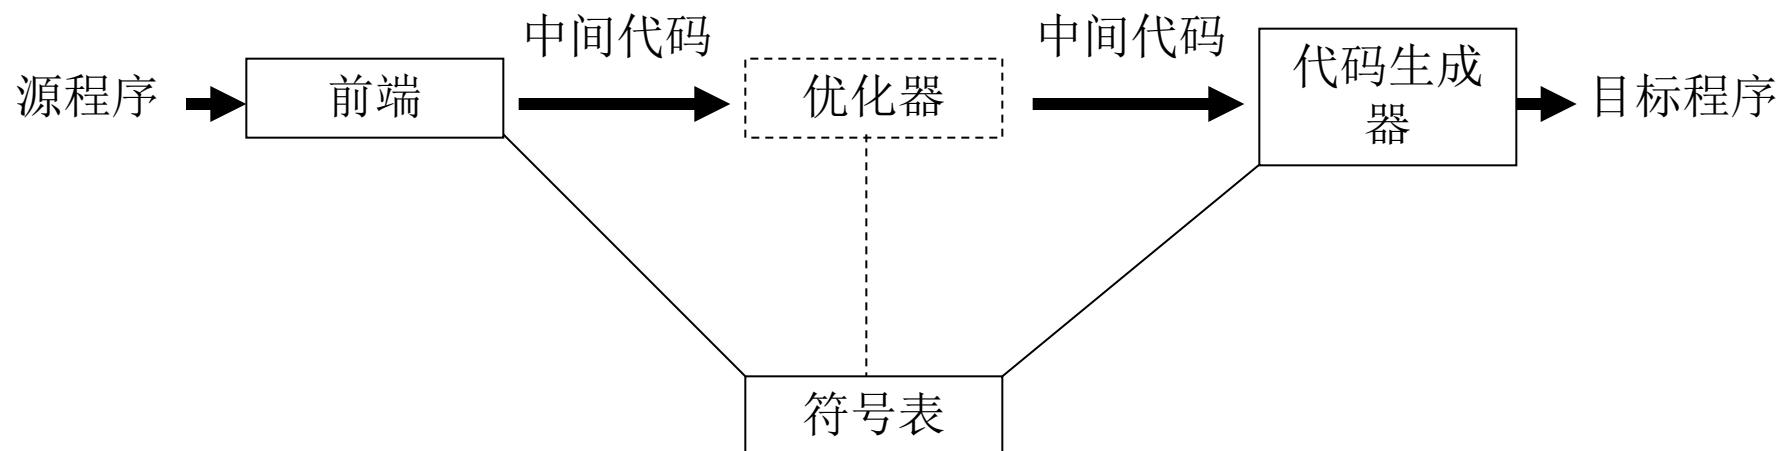 中间代码
中间代码
源程序
前端
优化器
代码生成
器
目标程序
符号表